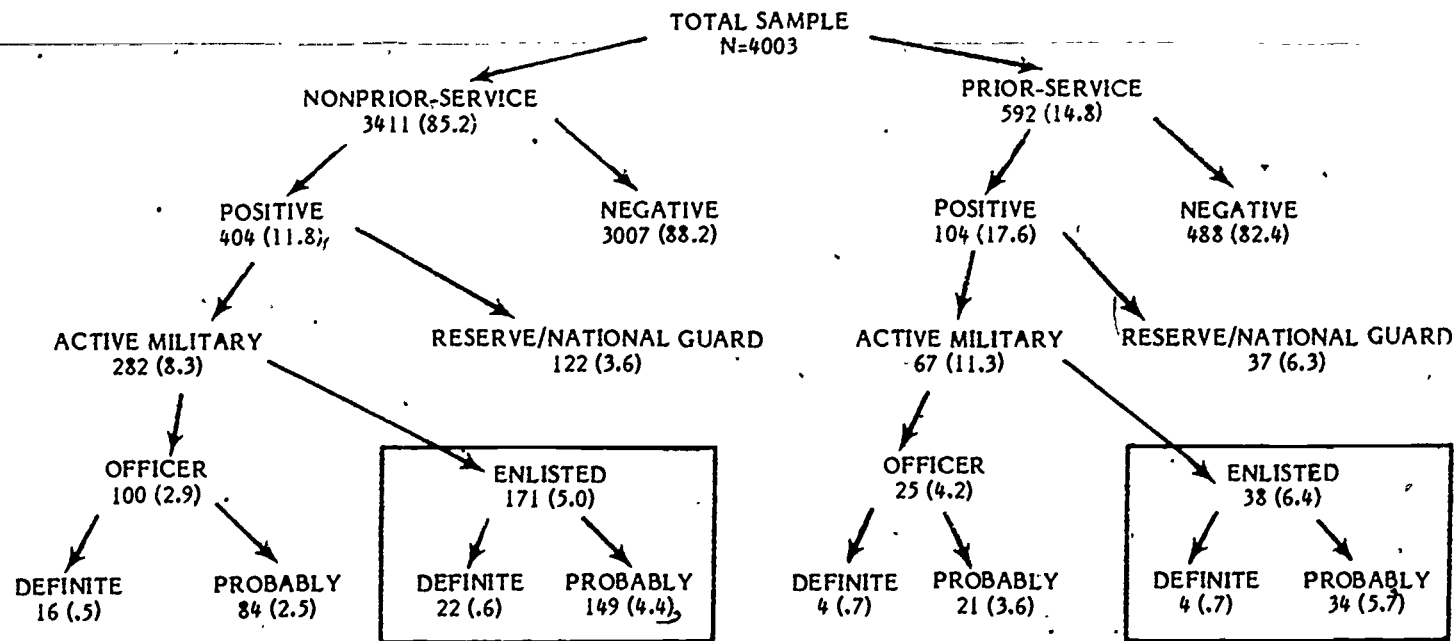 TOTAL SAMPLE
N=4003
NONPRIOR-SERVICE
3411 (85.2)
PRIOR-SERVICE
592 (14.8)
POSITIVE
404 (11.8)
NEGATIVE
3007 (88.2)
POSITIVE
104 (17.6)
NEGATIVE
488 (82.4)
ACTIVE MILITARY
282 (8.3)
RESERVE/NATIONAL GUARD
122 (3.6)
ACTIVE MILITARY
67 (11.3)
RESERVE/NATIONAL GUARD
37 (6.3)
OFFICER
100 (2.9)
ENLISTED
171 (5.0)
OFFICER
25 (4.2)
ENLISTED
38 (6.4)
DEFINITE
16 (.5)
PROBABLY
84 (2.5)
DEFINITE
22 (.6)
PROBABLY
149 (4.4)
DEFINITE
4 (.7)
PROBABLY
21 (3.6)
DEFINITE
4 (.7)
PROBABLY
34 (5.7)